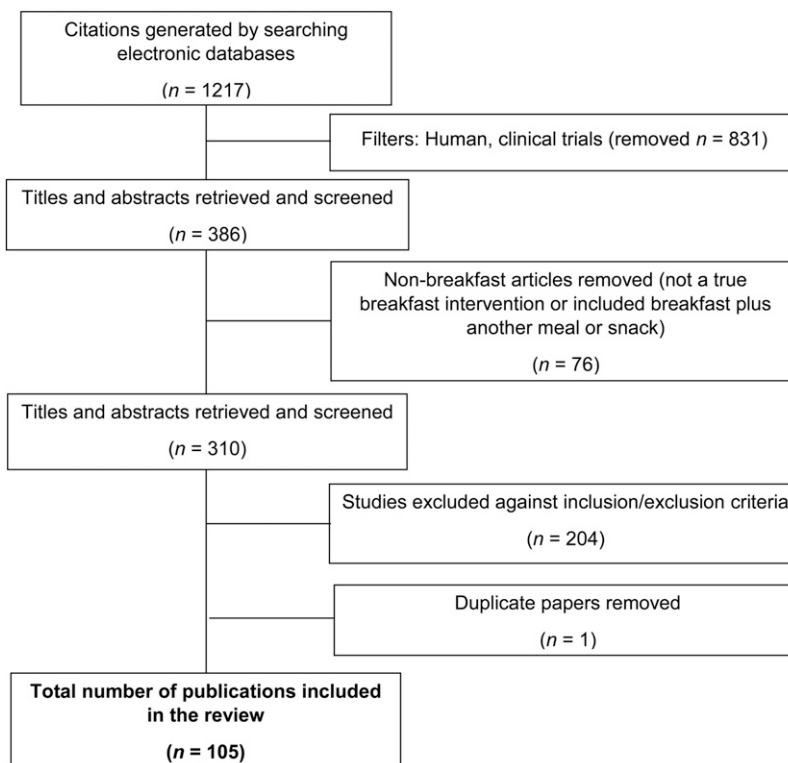 Citations generated by searching
electronic databases
(n = 1217)
Filters: Human, clinical trials (removed n = 831)
Titles and abstracts retrieved and screened
(n = 386)
Non-breakfast articles removed (not a true
breakfast intervention or included breakfast plus
another meal or snack)
(n = 76)
Titles and abstracts retrieved and screened
(n = 310)
Studies excluded against inclusion/exclusion criteria
(n = 204)
Duplicate papers removed
(n = 1)
Total number of publications included
in the review
(n = 105)